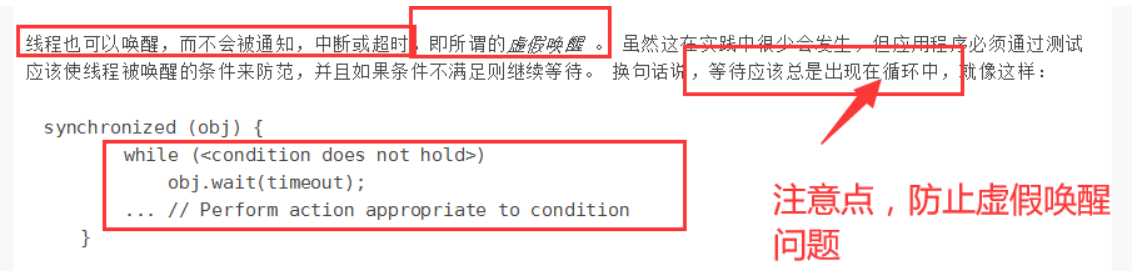 线程也可以唤醒，而不会被通知，中断或超时，即所谓的虚假唤醒 。 虽然这在实践中很少会发生，但应用程序必须通过测试
应该使线程被唤醒的条件来防范，并且如果条件不满足则继续等待。 换句话说，等待应该总是出现在循环中，就像这样：
synchronized (obj) {
while (<condition does not hold>)
obj.wait(timeout);
... // Perform action appropriate to condition
}
注意点，防止虚假唤醒
问题